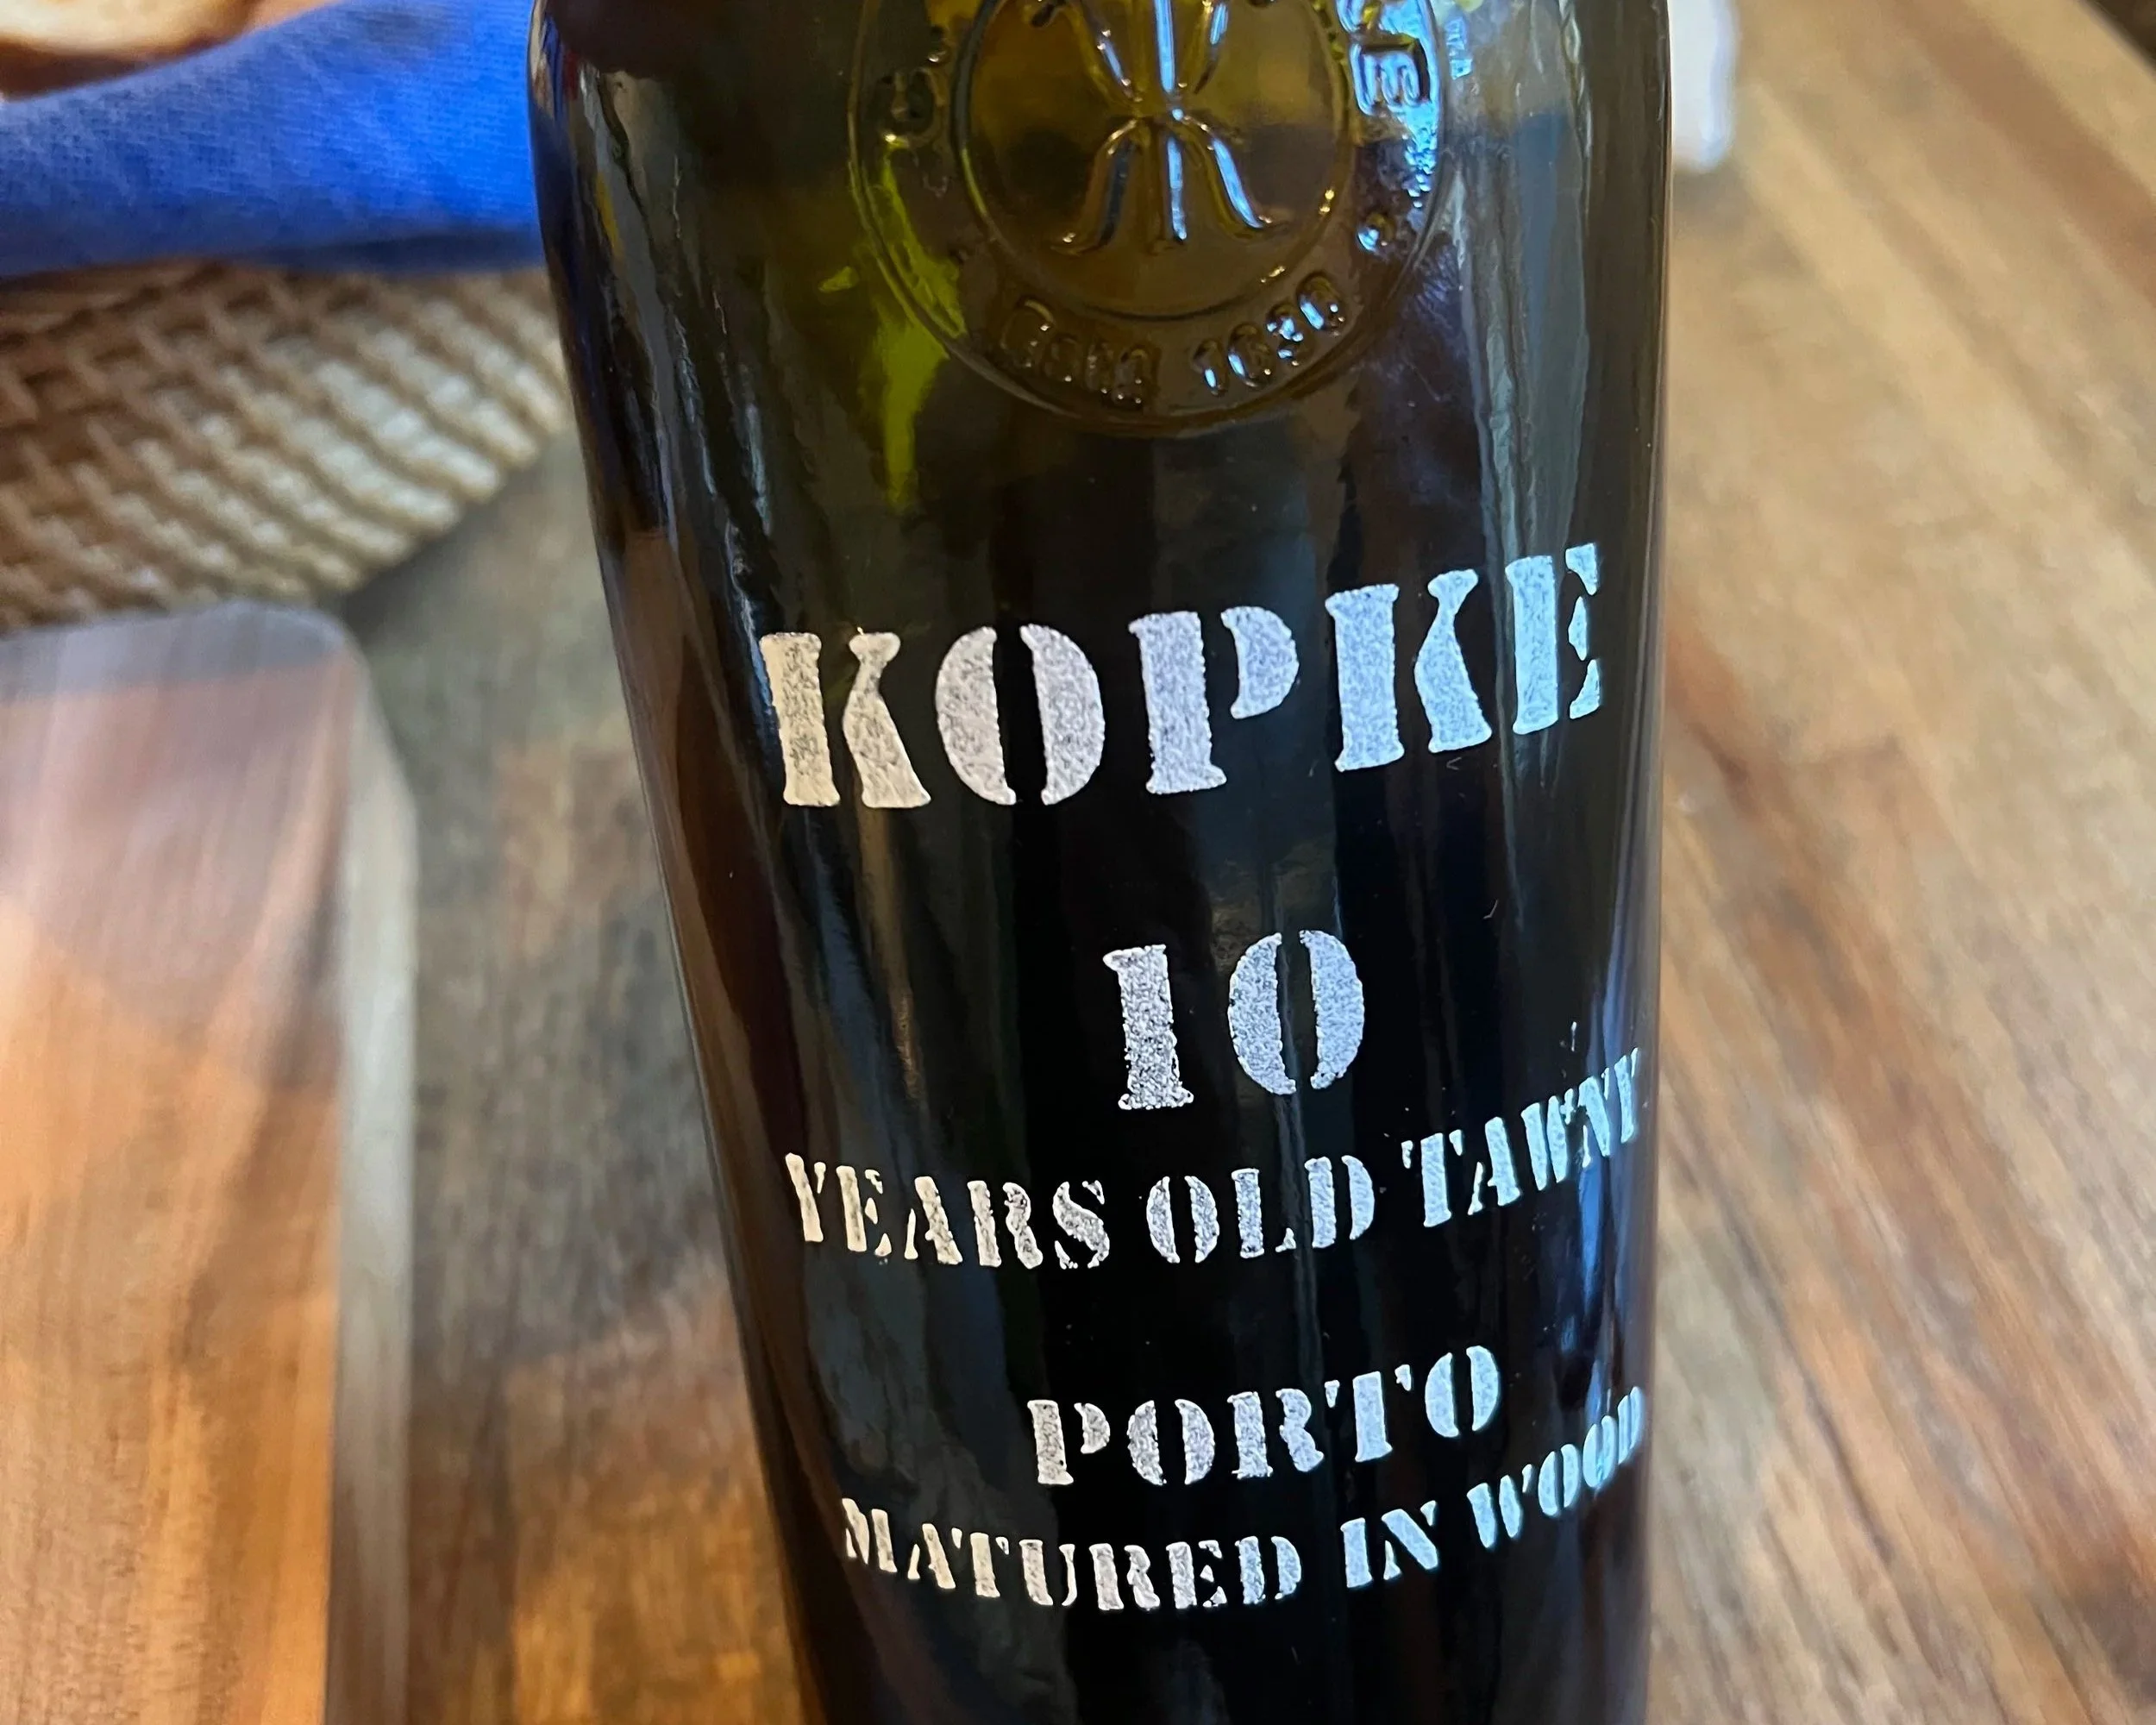 KOPKE
10
YEARS OLD TAWNY
PORTO
MATURED IN WOOD